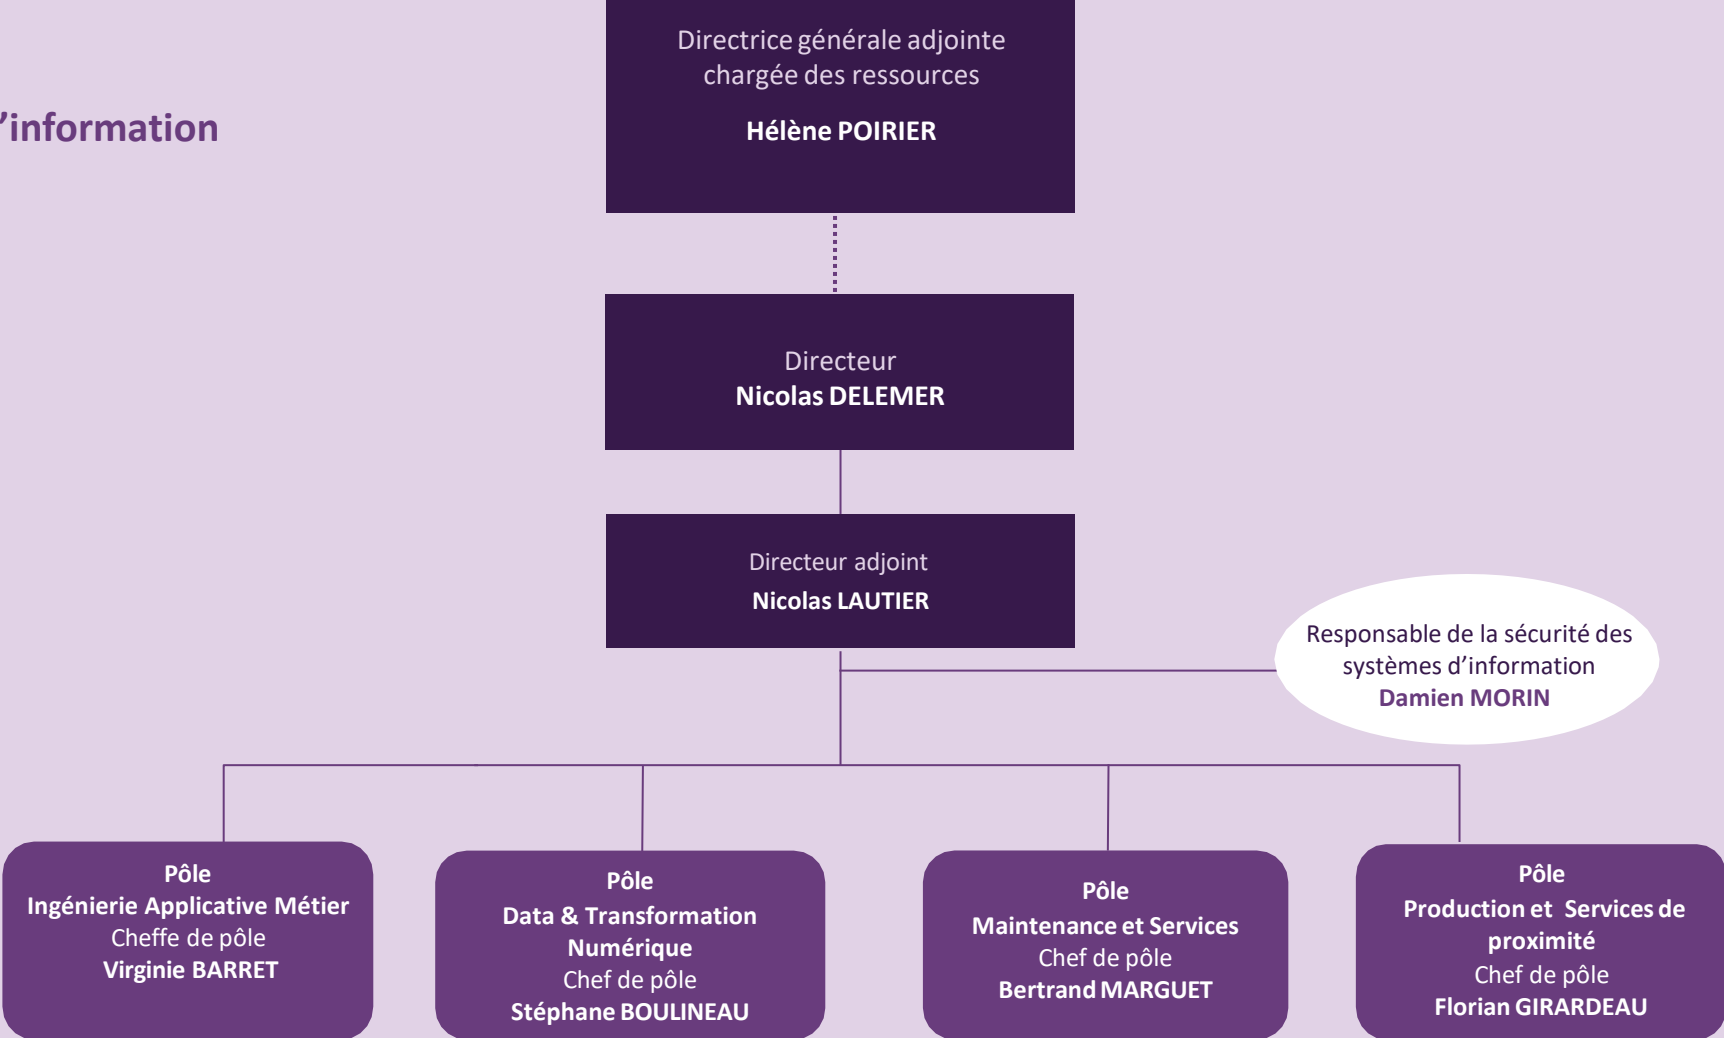 Directrice générale adjointe
chargée des ressources
Hélène POIRIER
’information
Directeur
Nicolas DELEMER
Directeur adjoint
Nicolas LAUTIER
Responsable de la sécurité des
systèmes d’information
Damien MORIN
Pôle
Ingénierie Applicative Métier
Cheffe de pôle
Virginie BARRET
Pôle
Data & Transformation
Numérique
Chef de pôle
Stéphane BOULINEAU
Pôle
Maintenance et Services
Chef de pôle
Bertrand MARGUET
Pôle
Production et Services de
proximité
Chef de pôle
Florian GIRARDEAU